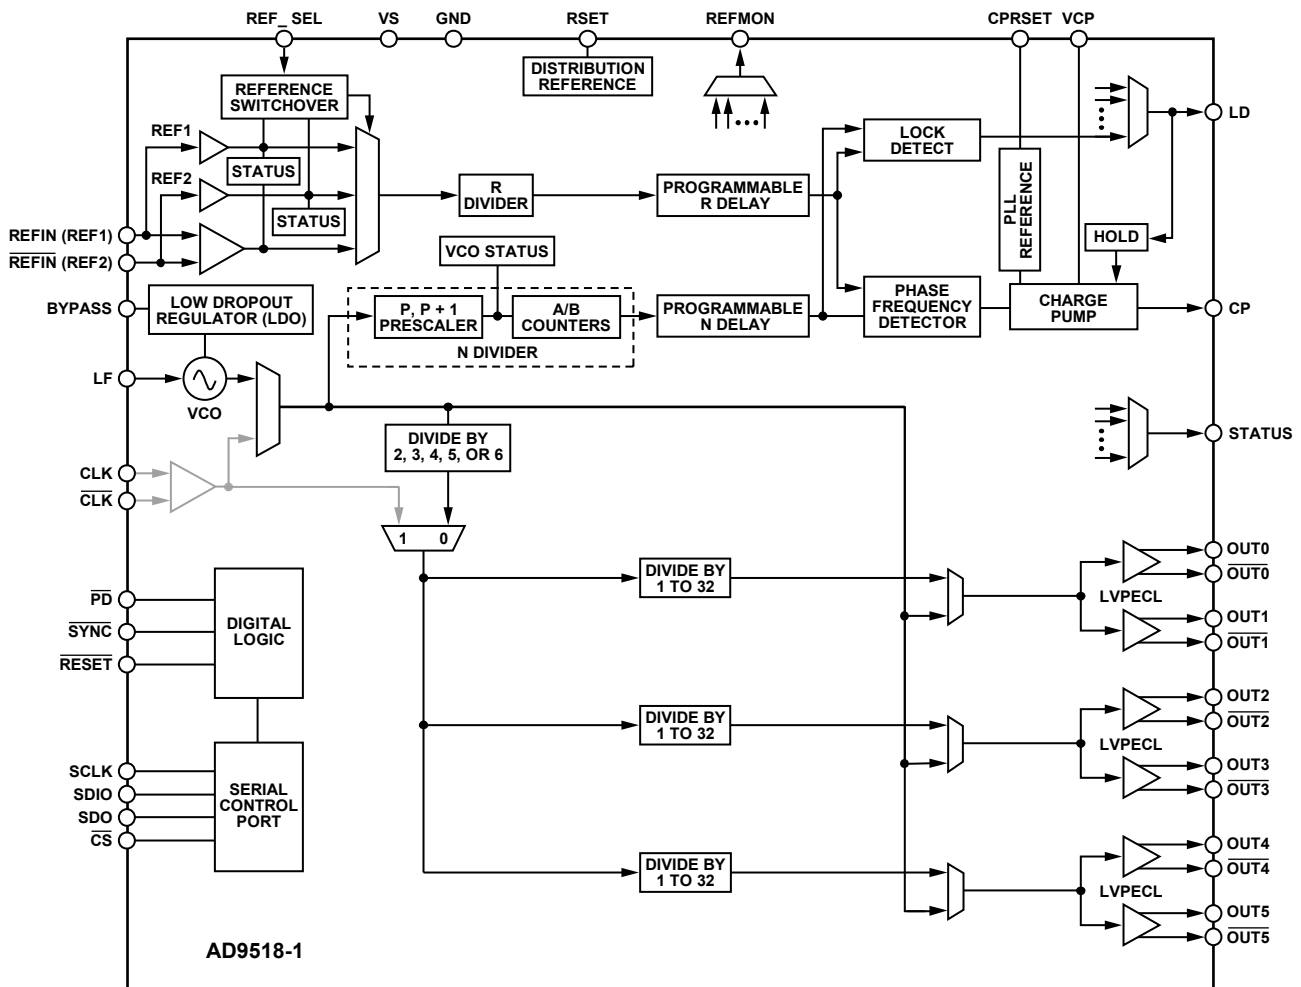 REF_ SEL
VS
GND
RSET
REFMON
CPRSET
VCP
DISTRIBUTION
REFERENCE
REFERENCE
SWITCHOVER
REF1
STATUS
REF2
STATUS
REFIN (REF1)
REFIN (REF2)
BYPASS
LOW DROPOUT
REGULATOR (LDO)
LF
VCO
R
DIVIDER
PROGRAMMABLE
R DELAY
LOCK
DETECT
PLL
REFERENCE
LD
HOLD
VCO STATUS
P, P + 1
PRESCALER
A/B
COUNTERS
N DIVIDER
PROGRAMMABLE
N DELAY
PHASE
FREQUENCY
DETECTOR
CHARGE
PUMP
CP
STATUS
CLK
CLK
DIVIDE BY
2, 3, 4, 5, OR 6
1 0
PD
SYNC
RESET
DIGITAL
LOGIC
SCLK
SDIO
SDO
CS
SERIAL
CONTROL
PORT
DIVIDE BY
1 TO 32
LVPECL
OUT0
OUT0
OUT1
OUT1
DIVIDE BY
1 TO 32
LVPECL
OUT2
OUT2
OUT3
OUT3
DIVIDE BY
1 TO 32
LVPECL
OUT4
OUT4
OUT5
OUT5
AD9518-1